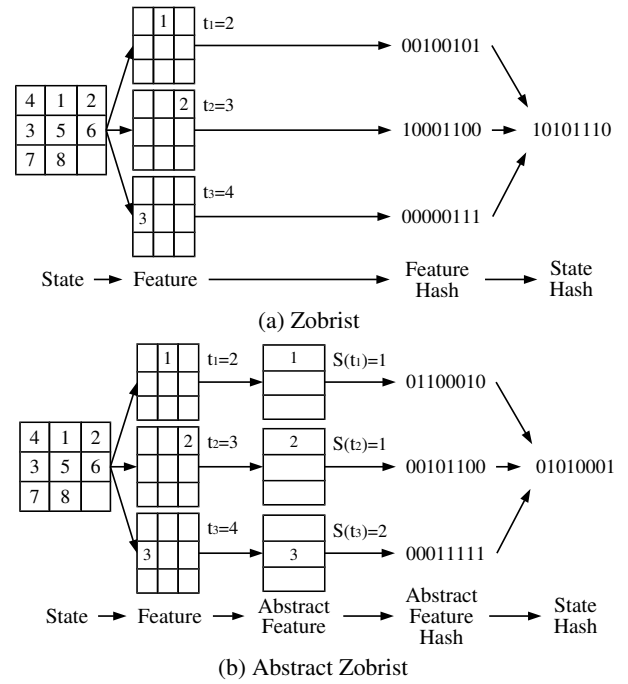 1
t1=2
00100101
4 1 2
3 5 6
7 8
2
t2=3
10001100
10101110
3
t3=4
00000111
State
Feature
Feature
Hash
State
Hash
(a) Zobrist
1
t1=2
1
S(t1)=1
01100010
4 1 2
3 5 6
7 8
2
t2=3
2
S(t2)=1
00101100
01010001
3
t3=4
3
S(t3)=2
00011111
State
Feature
Abstract
Feature
Abstract
Feature
Hash
State
Hash
(b) Abstract Zobrist